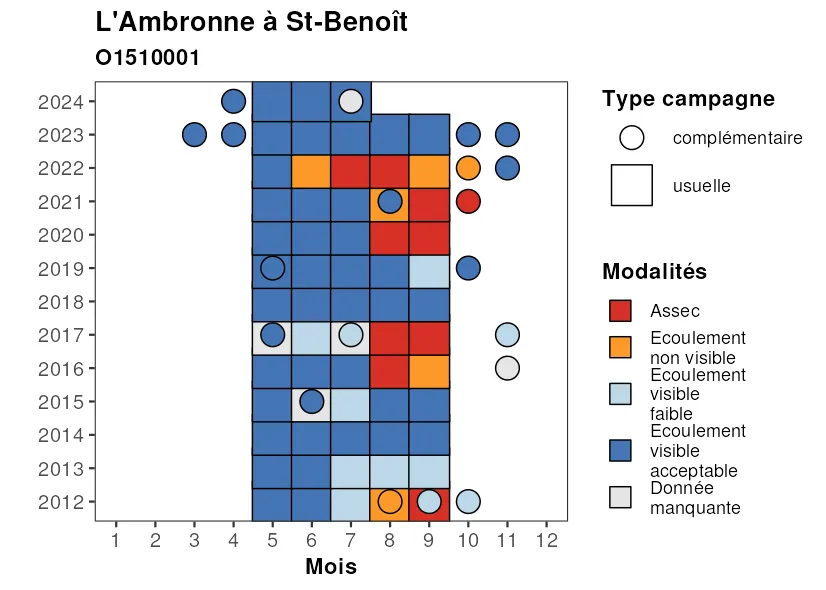 L'Ambronne à St-Benoît
O1510001
2024
2023
2022
2021
2020
2019
2018
2017
2016
2015
2014
2013
2012
1 2 3 4 5 6 7 8 9 10 11 12
Mois
Type campagne
complémentaire
usuelle
Modalités
Assec
Ecoulement
non visible
Ecoulement
visible
faible
Ecoulement
visible
acceptable
Donnée
manquante